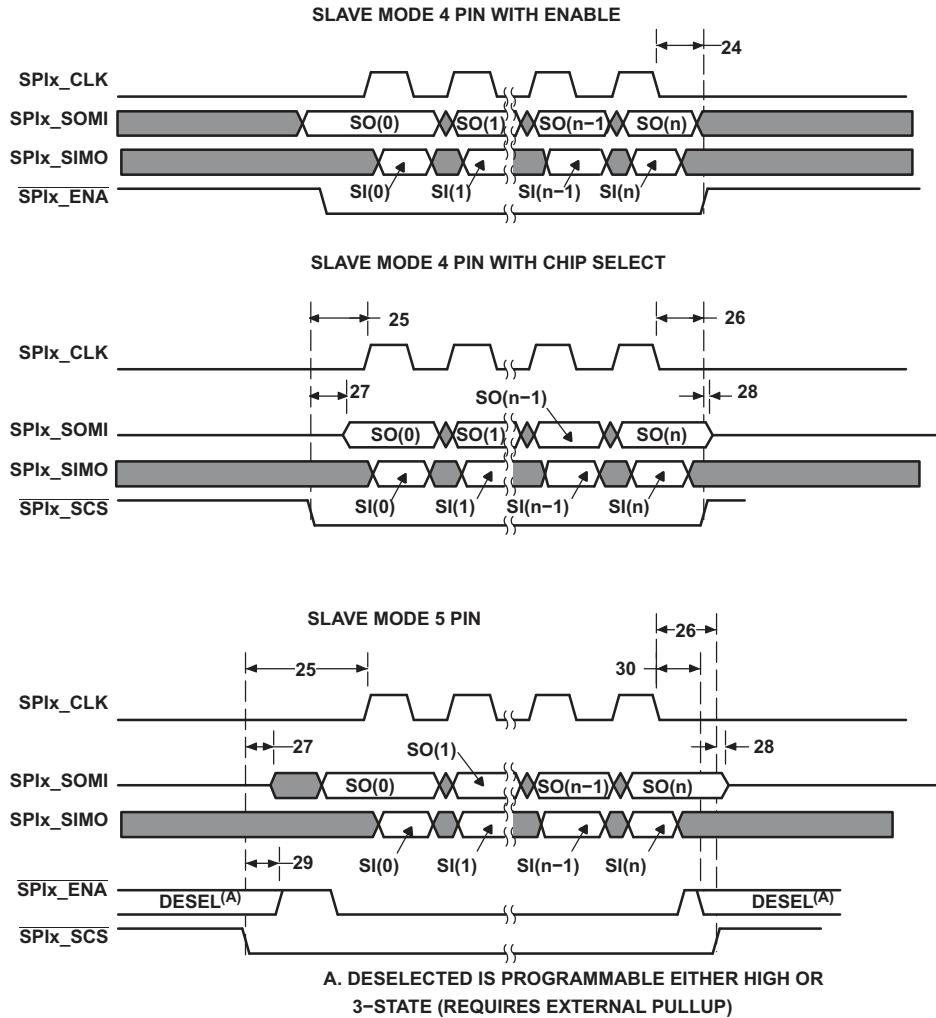 SLAVE MODE 4 PIN WITH ENABLE
24
SPIx_CLK
SPIx_SOMI
SO(0) SO(1) SO(n−1 SO(n)
SPIx_SIMO
SI(0) SI(1) SI(n−1) SI(n)
SPIx_ENA
SLAVE MODE 4 PIN WITH CHIP SELECT
25 26
SPIx_CLK
27 SO(n−1) 28
SPIx_SOMI
SO(0) SO(1) SO(n)
SPIx_SIMO
SI(0) SI(1) SI(n−1) SI(n)
SPIx_SCS
SLAVE MODE 5 PIN
26
25 30
SPIx_CLK
27 SO(1) 28
SPIx_SOMI
SO(0) SO(n−1) SO(n)
SPIx_SIMO
29 SI(0) SI(1) SI(n−1) SI(n)
SPIx_ENA
DESEL(A) DESEL(A)
SPIx_SCS
A. DESELECTED IS PROGRAMMABLE EITHER HIGH OR
3−STATE (REQUIRES EXTERNAL PULLUP)